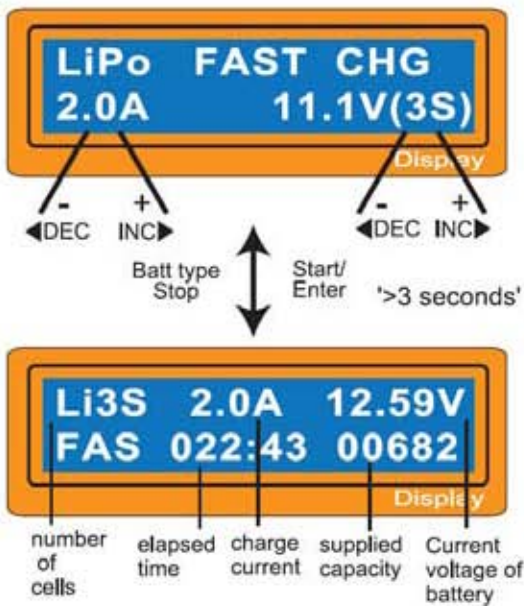 LiPo FAST CHG
2.0A 11.1V(3S)
Display
- + - +
◀DEC INC▶ ◀DEC INC▶
Batt type Start/
Stop Enter '>3 seconds'
Li3S 2.0A 12.59V
FAS 022:43 00682
Display
number elapsed charge supplied Current
of time current capacity voltage of
cells battery